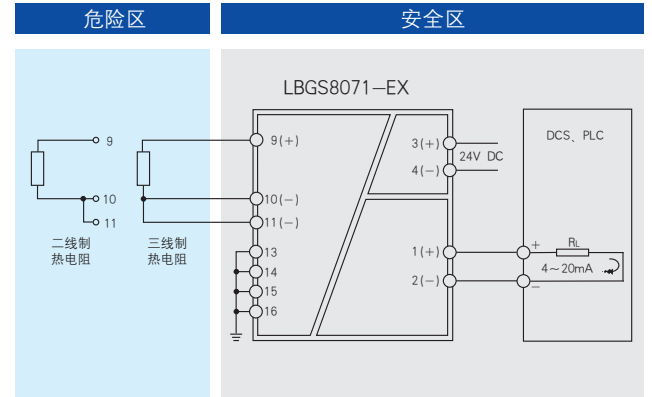 危险区
安全区
LBGS8071-EX
9
10
11
二线制
热电阻
三线制
热电阻
9(+)
10(-)
11(-)
13
14
15
16
3(+)
4(-)
24V DC
1(+)
2(-)
DCS、PLC
+
RL
4～20mA
-